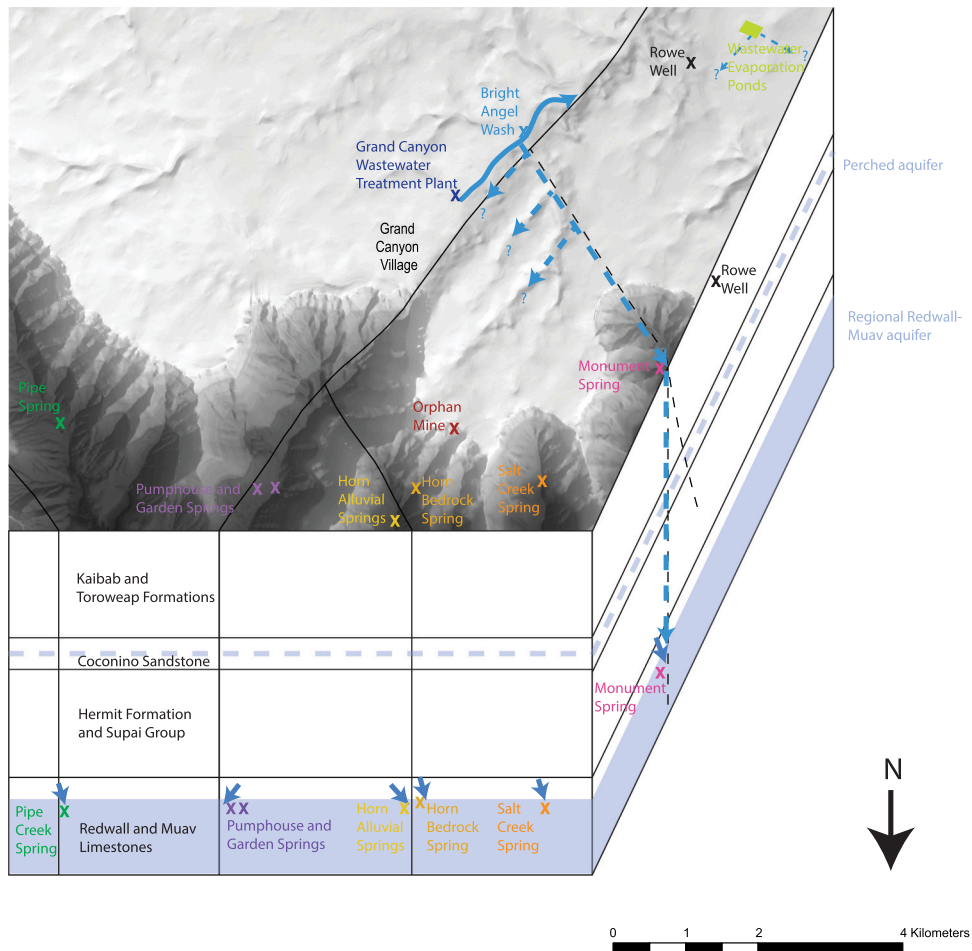 Rowe
Well
X
Wastewater
Evaporation
Ponds
?
?
Bright
Angel
Wash
X
Grand Canyon
Wastewater
Treatment Plant
X
?
?
?
Grand
Canyon
Village
Perched aquifer
X
Rowe
Well
Regional Redwall-
Muav aquifer
Monument
Spring
X
Pipe
Spring
X
Orphan
Mine
X
Pumphouse and
Garden Springs
X
X
Horn
Alluvial
Springs
X
X
Horn
Bedrock
Spring
Salt
Creek
Spring
X
Kaibab and
Toroweap Formations
Coconino Sandstone
Hermit Formation
and Supai Group
X
Monument
Spring
Pipe
Creek
Spring
X
Redwall and Muav
Limestones
X X
Pumphouse and
Garden Springs
Horn
Alluvial
Springs
X
X
Horn
Bedrock
Spring
Salt
Creek
Spring
X
N
0 1 2 4 Kilometers